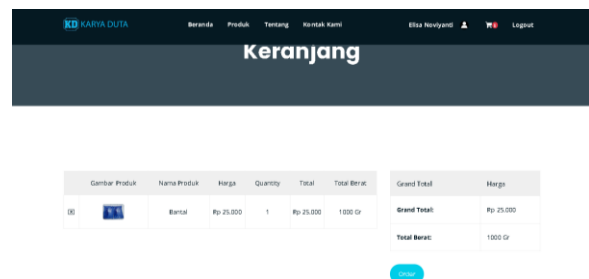 KD KARYA DUTA
Beranda Produk Tentang Kontak Kami
Elisa Noviyanti
Logout
Keranjang
Gambar Produk Nama Produk Harga Quantity Total Total Berat
Bantal Rp 25.000 1 Rp 25.000 1000 Gr
Grand Total Harga
Grand Total: Rp 25.000
Total Berat: 1000 Gr
Order